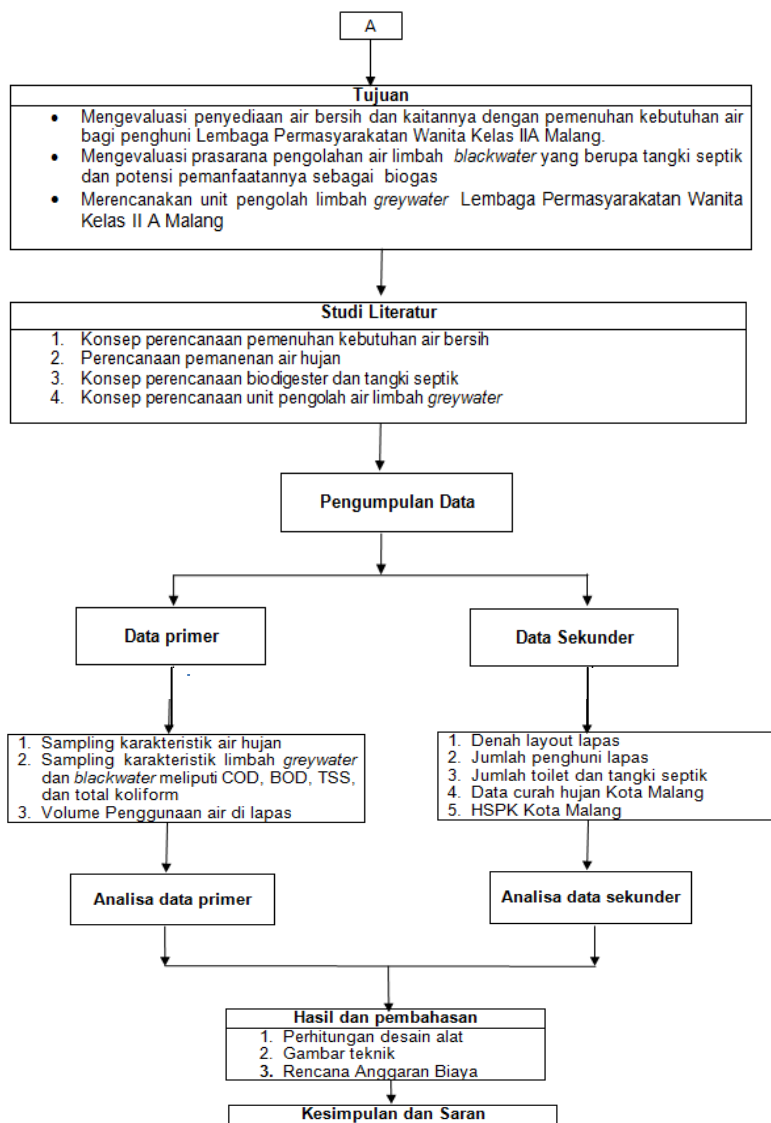 A
Tujuan
• Mengevaluasi penyediaan air bersih dan kaitannya dengan pemenuhan kebutuhan air
bagi penghuni Lembaga Permasyarakatan Wanita Kelas IIA Malang.
• Mengevaluasi prasarana pengolahan air limbah blackwater yang berupa tangki septik
dan potensi pemanfaatannya sebagai biogas
• Merencanakan unit pengolah limbah greywater Lembaga Permasyarakatan Wanita
Kelas II A Malang
Studi Literatur
1. Konsep perencanaan pemenuhan kebutuhan air bersih
2. Perencanaan pemanenan air hujan
3. Konsep perencanaan biodigester dan tangki septik
4. Konsep perencanaan unit pengolah air limbah greywater
Pengumpulan Data
Data primer
Data Sekunder
1. Sampling karakteristik air hujan
2. Sampling karakteristik limbah greywater
dan blackwater meliputi COD, BOD, TSS,
dan total koliform
3. Volume Penggunaan air di lapas
1. Denah layout lapas
2. Jumlah penghuni lapas
3. Jumlah toilet dan tangki septik
4. Data curah hujan Kota Malang
5. HSPK Kota Malang
Analisa data primer
Analisa data sekunder
Hasil dan pembahasan
1. Perhitungan desain alat
2. Gambar teknik
3. Rencana Anggaran Biaya
Kesimpulan dan Saran